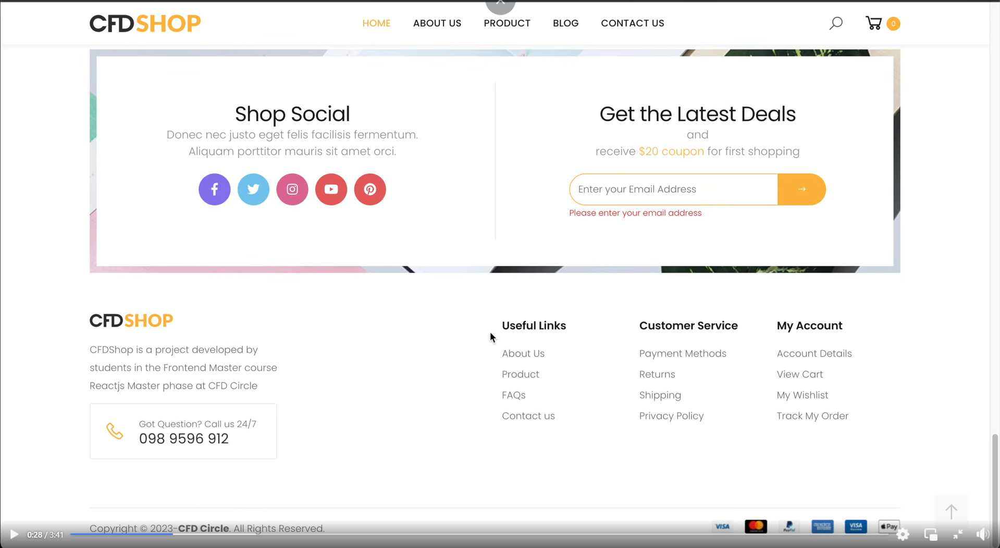 CFDSHOP
HOME
ABOUT US
PRODUCT
BLOG
CONTACT US
0
Shop Social
Donec nec justo eget felis facilisis fermentum.
Aliquam porttitor mauris sit amet orci.
Get the Latest Deals
and
receive $20 coupon for first shopping
Enter your Email Address
→
Please enter your email address
CFDSHOP
CFDShop is a project developed by
students in the Frontend Master course
Reactjs Master phase at CFD Circle
Got Question? Call us 24/7
098 9596 912
Useful Links
About Us
Product
FAQs
Contact us
Customer Service
Payment Methods
Returns
Shipping
Privacy Policy
My Account
Account Details
View Cart
My Wishlist
Track My Order
Copyright © 2023-CFD Circle. All Rights Reserved.
VISA
PayPal
VISA
Pay
0:28 / 3:41